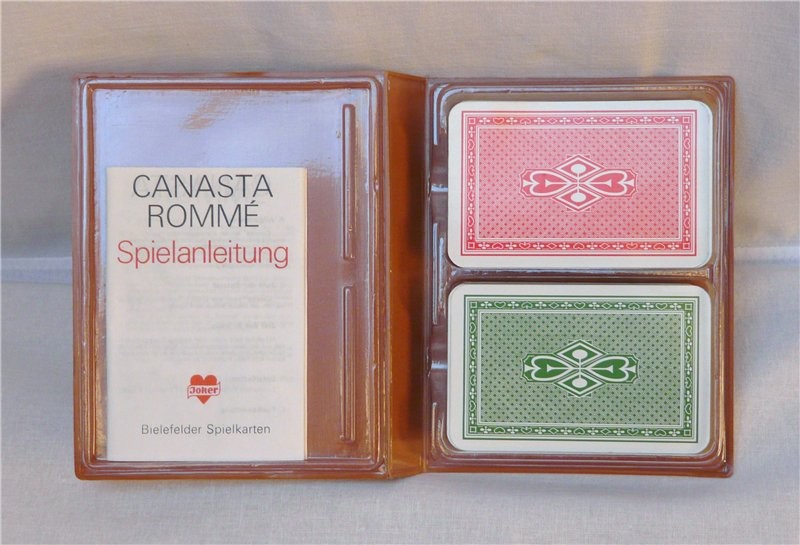 CANASTA
ROMMÉ
Spielanleitung
Joker
Bielefelder Spielkarten